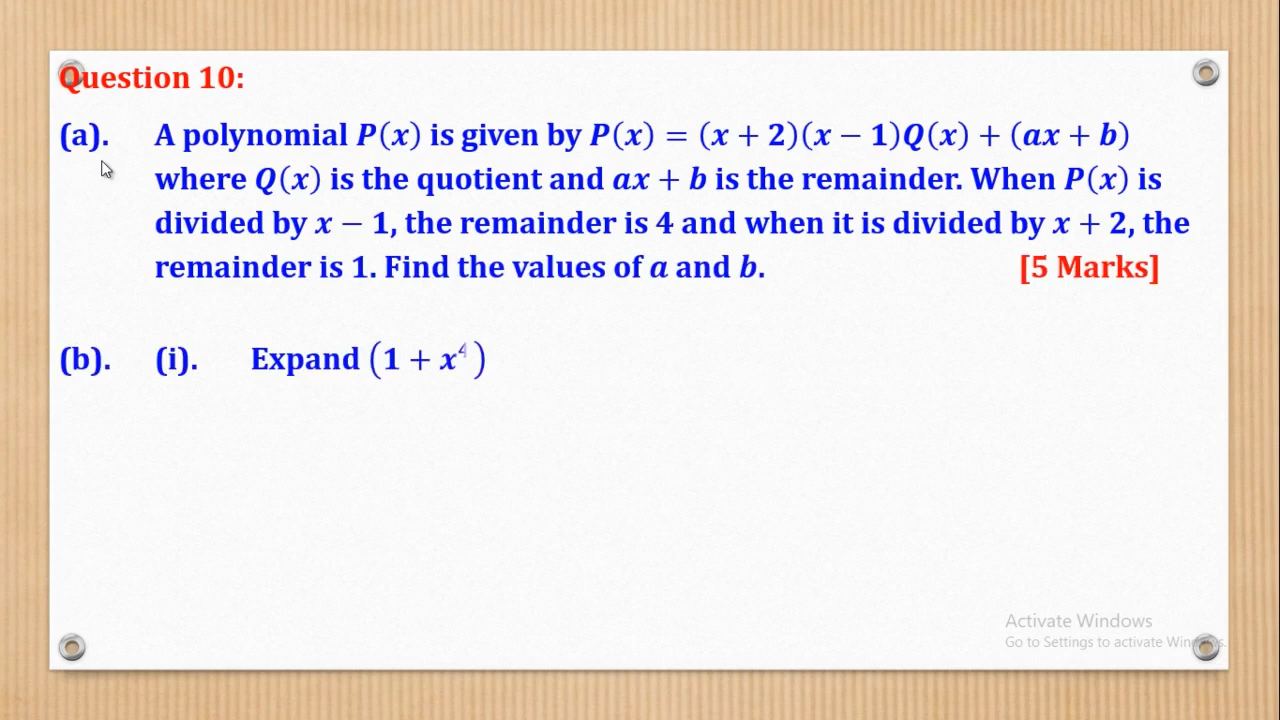 Question 10:
(a). A polynomial P(x) is given by P(x) = (x + 2)(x − 1)Q(x) + (ax + b)
where Q(x) is the quotient and ax + b is the remainder. When P(x) is
divided by x − 1, the remainder is 4 and when it is divided by x + 2, the
remainder is 1. Find the values of a and b. [5 Marks]
(b). (i). Expand (1 + x⁴)
Activate Windows
Go to Settings to activate Windows.